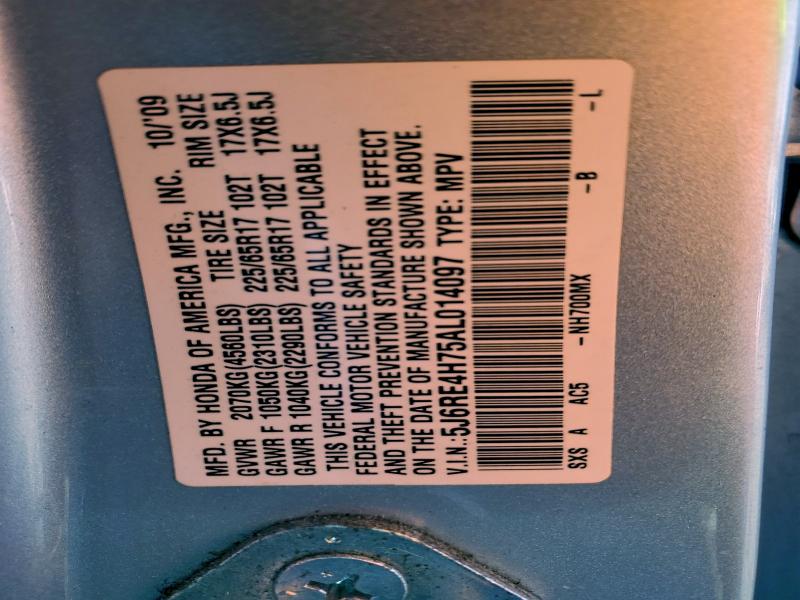 MFD. BY HONDA OF AMERICA MFG., INC. 10/'09
GVWR 2070KG(4560LBS) TIRE SIZE RIM SIZE
GAWR F 1050KG(2310LBS) 225/65R17 102T 17X6.5J
GAWR R 1040KG(2290LBS) 225/65R17 102T 17X6.5J
THIS VEHICLE CONFORMS TO ALL APPLICABLE
FEDERAL MOTOR VEHICLE SAFETY
AND THEFT PREVENTION STANDARDS IN EFFECT
ON THE DATE OF MANUFACTURE SHOWN ABOVE.
V.I.N.:5J6RE4H75AL014097 TYPE: MPV
SXS A AC5 -NH700MX -B -L